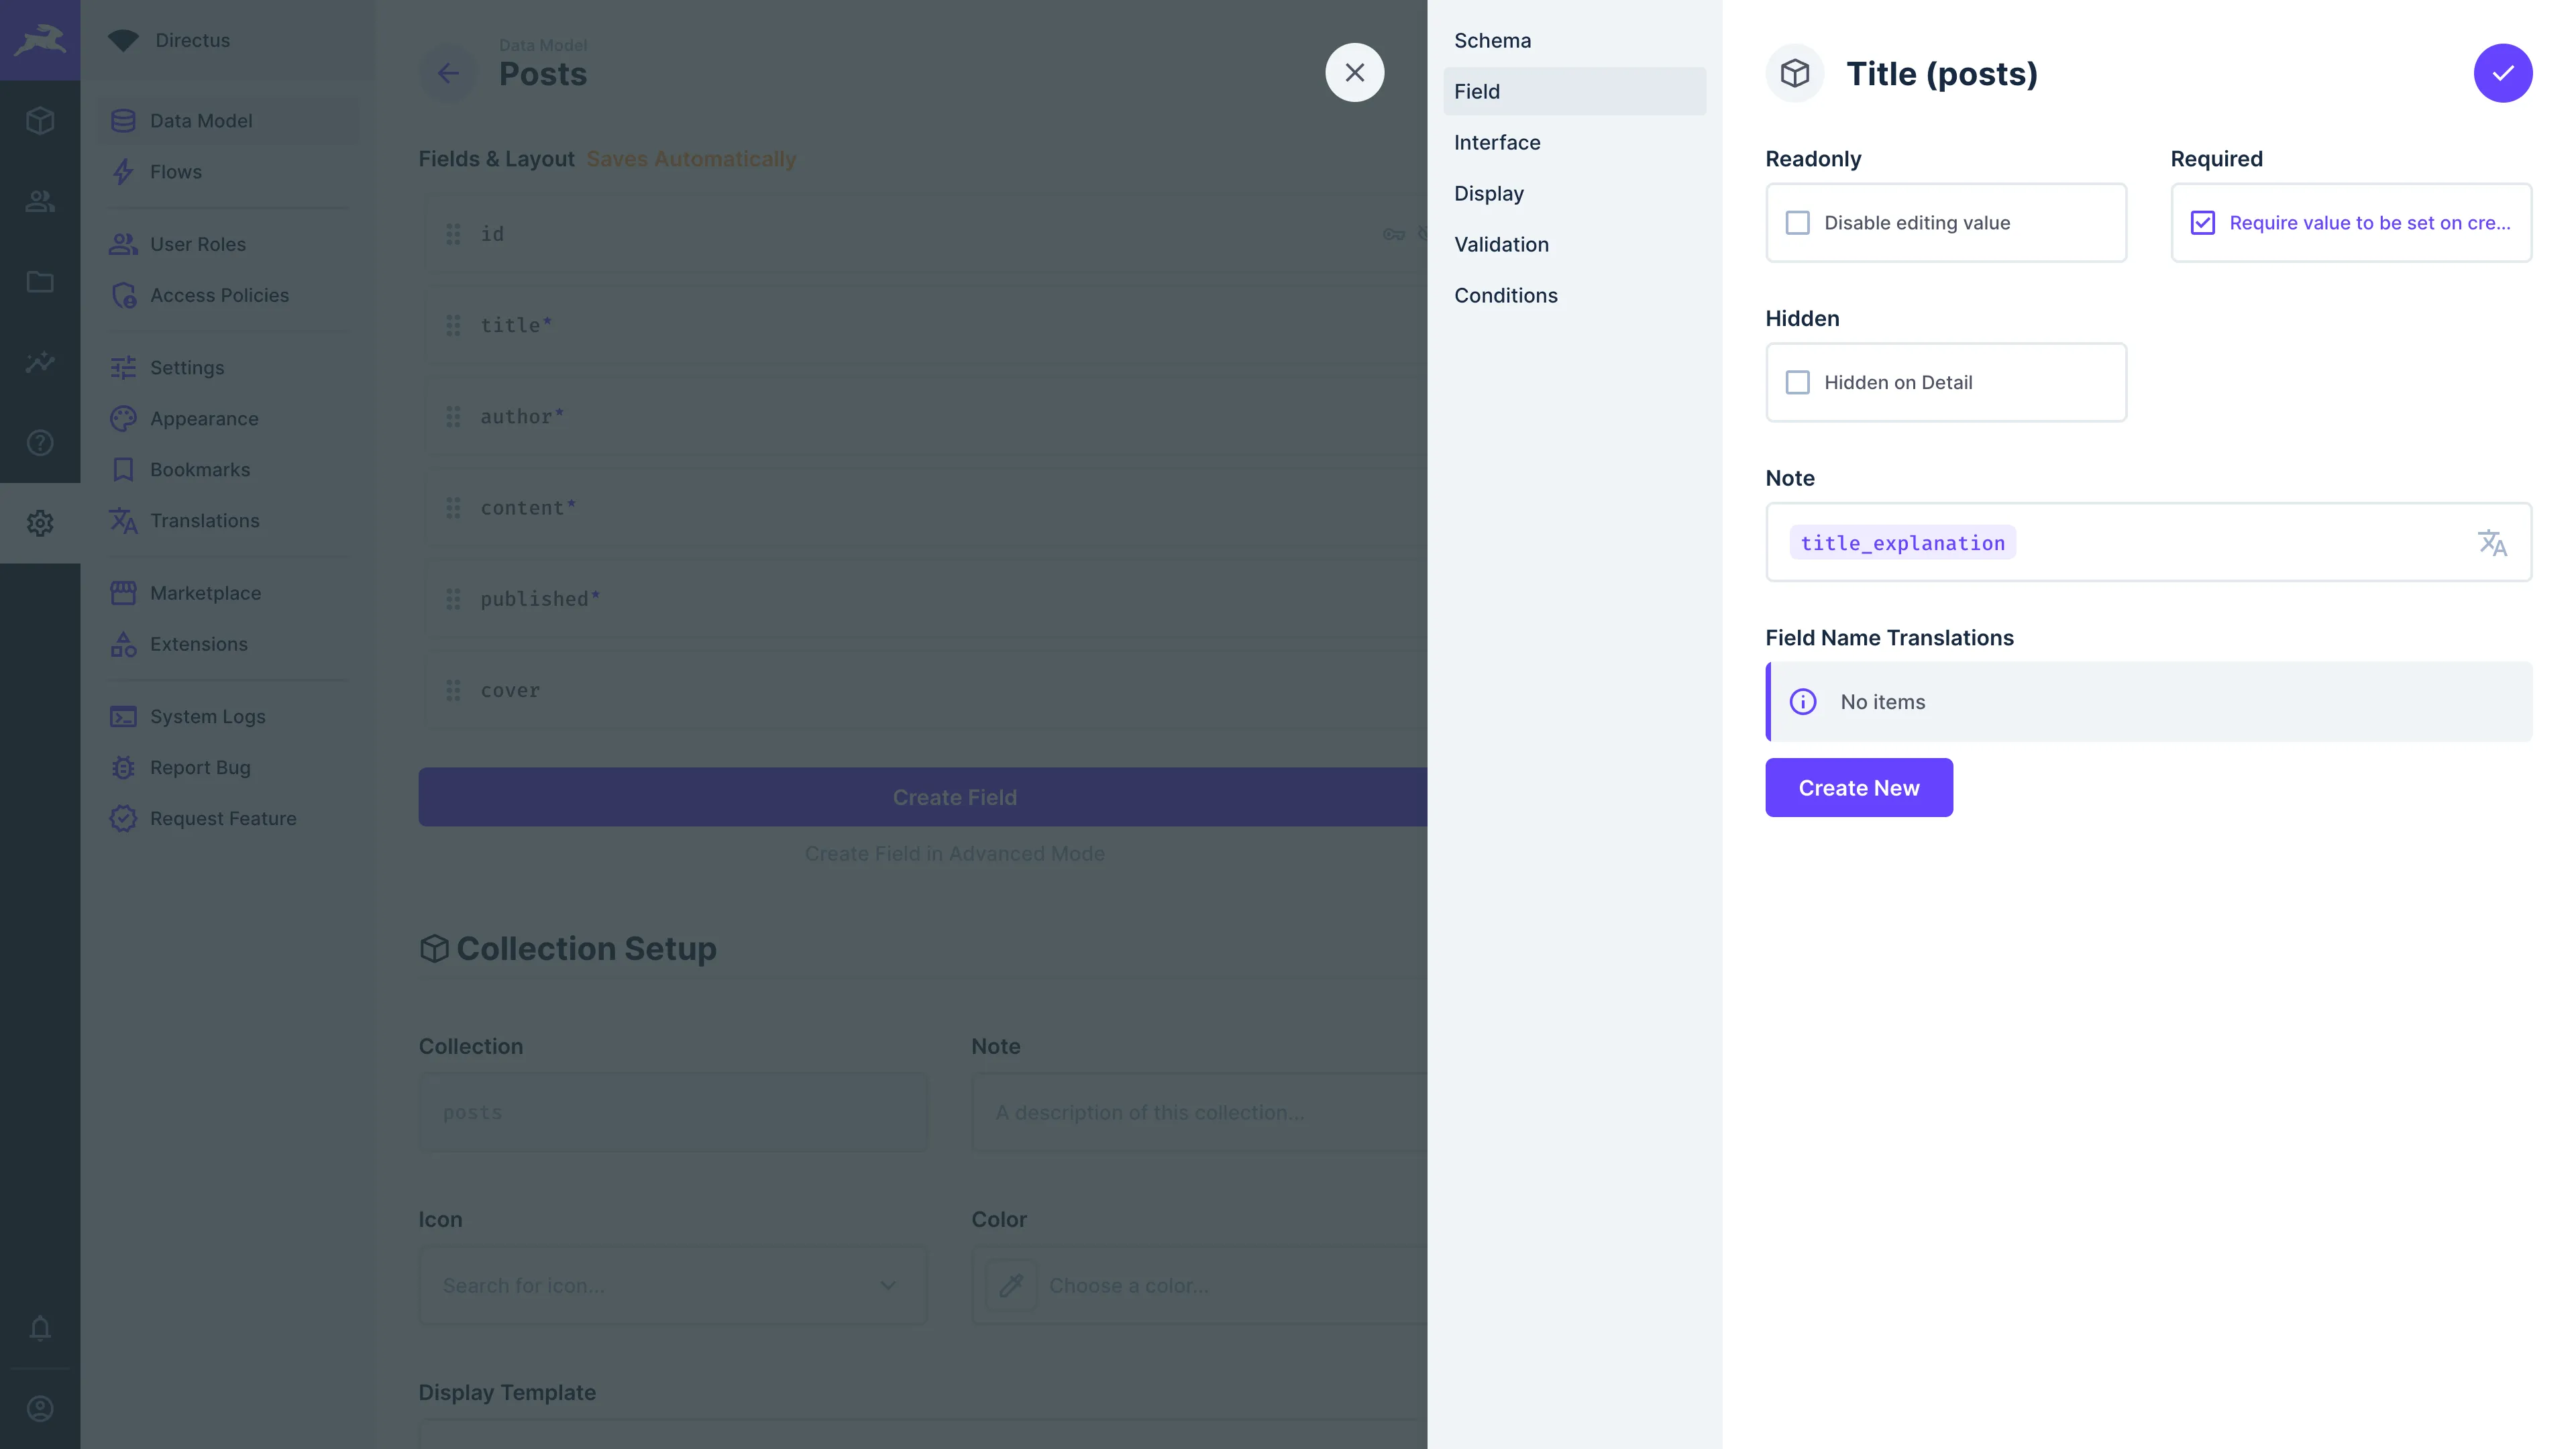 Directus
Data Model
Flows
User Roles
Access Policies
Settings
Appearance
Bookmarks
Translations
Marketplace
Extensions
System Logs
Report Bug
Request Feature
Data Model
Posts
Fields & Layout Saves Automatically
id
title*
author*
content*
published*
cover
Create Field
Create Field in Advanced Mode
Collection Setup
Collection
Note
posts
A description of this collection...
Icon
Color
Search for icon...
Choose a color...
Display Template
Schema
Field
Interface
Display
Validation
Conditions
Title (posts)
Readonly
Required
Disable editing value
Require value to be set on cre...
Hidden
Hidden on Detail
Note
title_explanation
Field Name Translations
No items
Create New